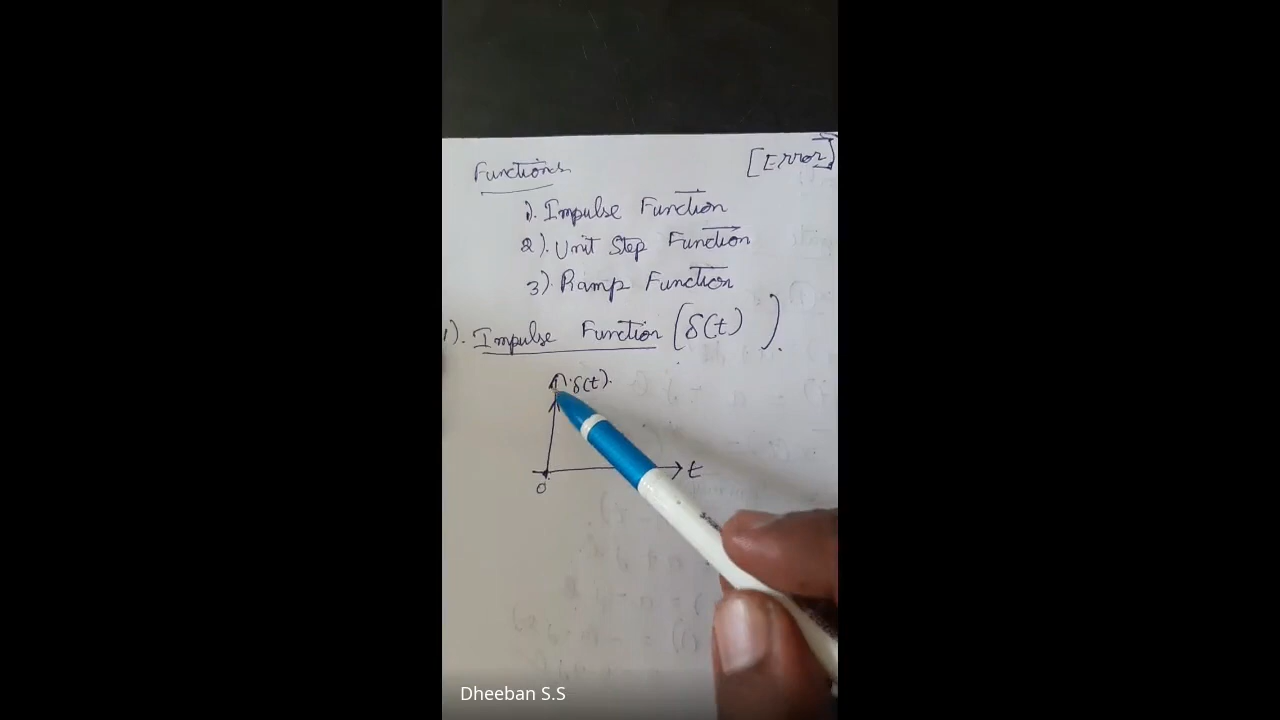 Functions. [Error]
1). Impulse Function
2). Unit Step Function
3). Ramp Function
1). Impulse Function (δ(t)).
δ(t).
t
0
Dheeban S.S